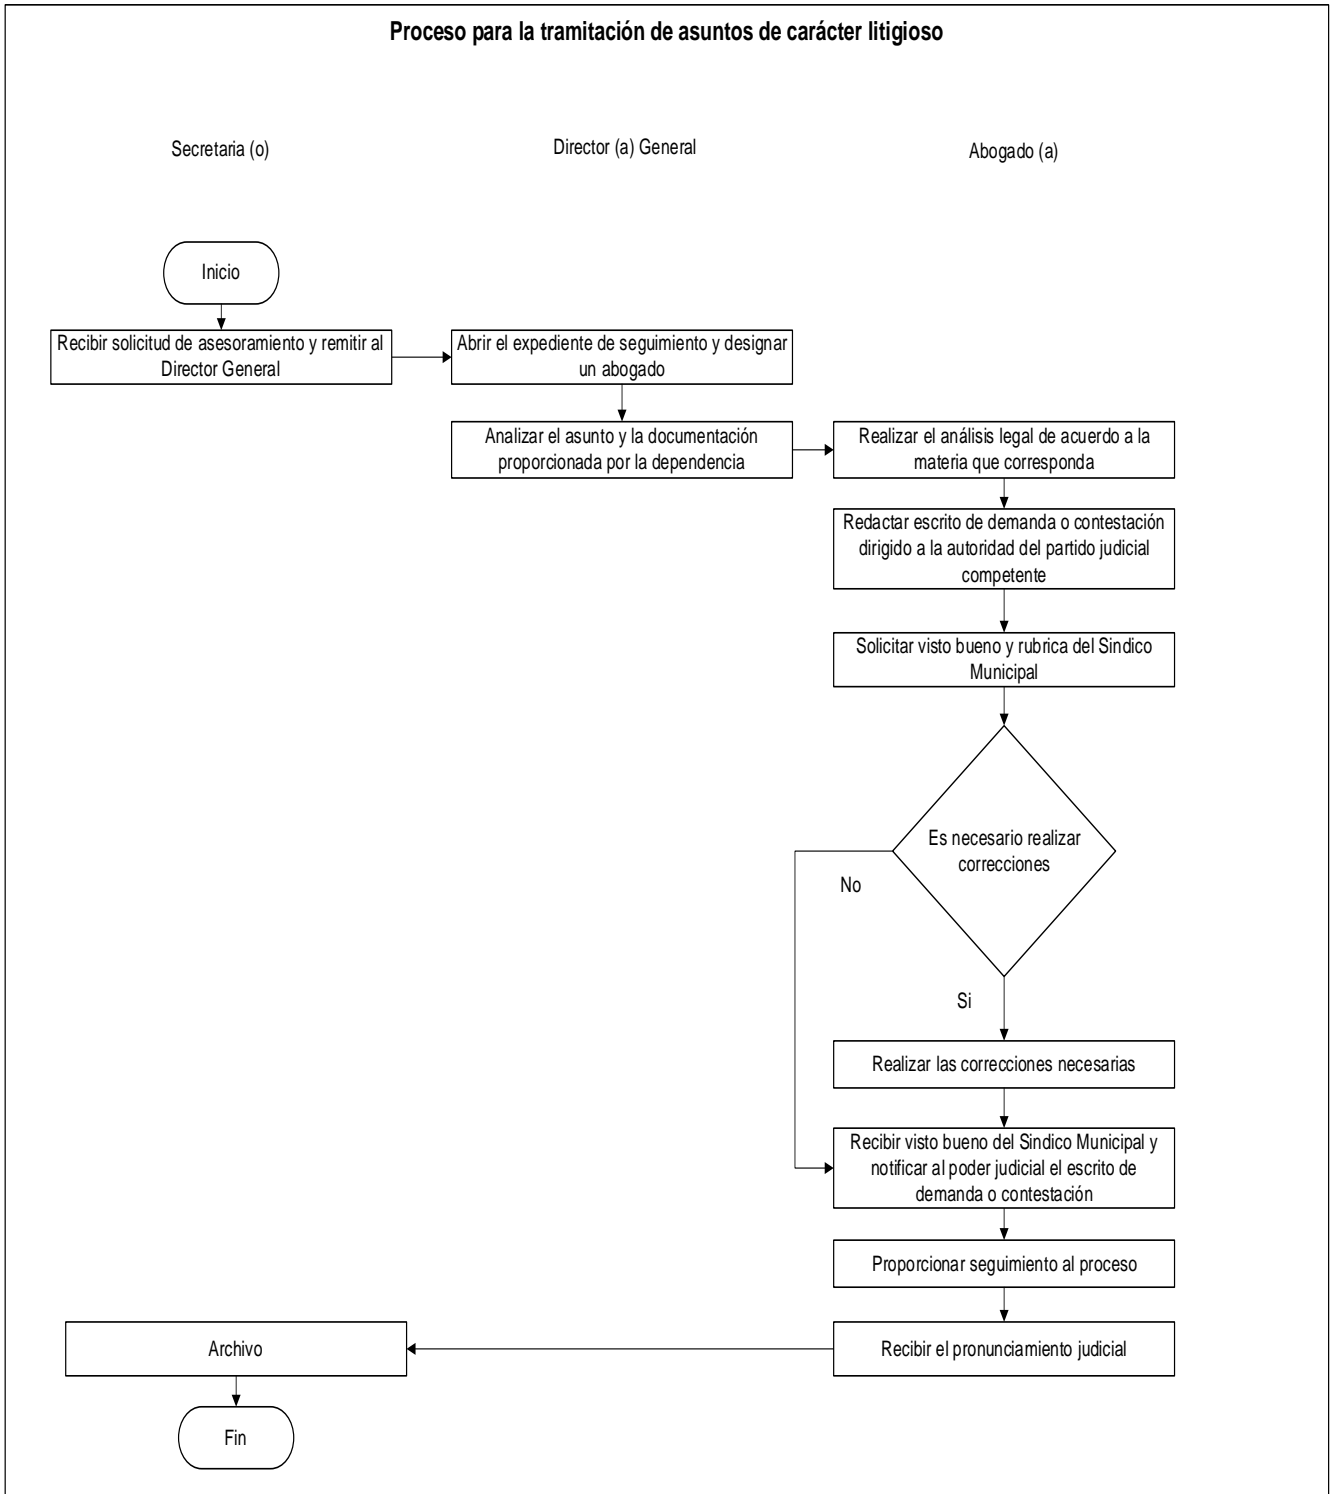 Proceso para la tramitación de asuntos de carácter litigioso
Secretaria (o)
Director (a) General
Abogado (a)
Inicio
Recibir solicitud de asesoramiento y remitir al
Director General
Abrir el expediente de seguimiento y designar
un abogado
Analizar el asunto y la documentación
proporcionada por la dependencia
Realizar el análisis legal de acuerdo a la
materia que corresponda
Redactar escrito de demanda o contestación
dirigido a la autoridad del partido judicial
competente
Solicitar visto bueno y rubrica del Sindico
Municipal
Es necesario realizar
correcciones
No
Si
Realizar las correcciones necesarias
Recibir visto bueno del Sindico Municipal y
notificar al poder judicial el escrito de
demanda o contestación
Proporcionar seguimiento al proceso
Recibir el pronunciamiento judicial
Archivo
Fin